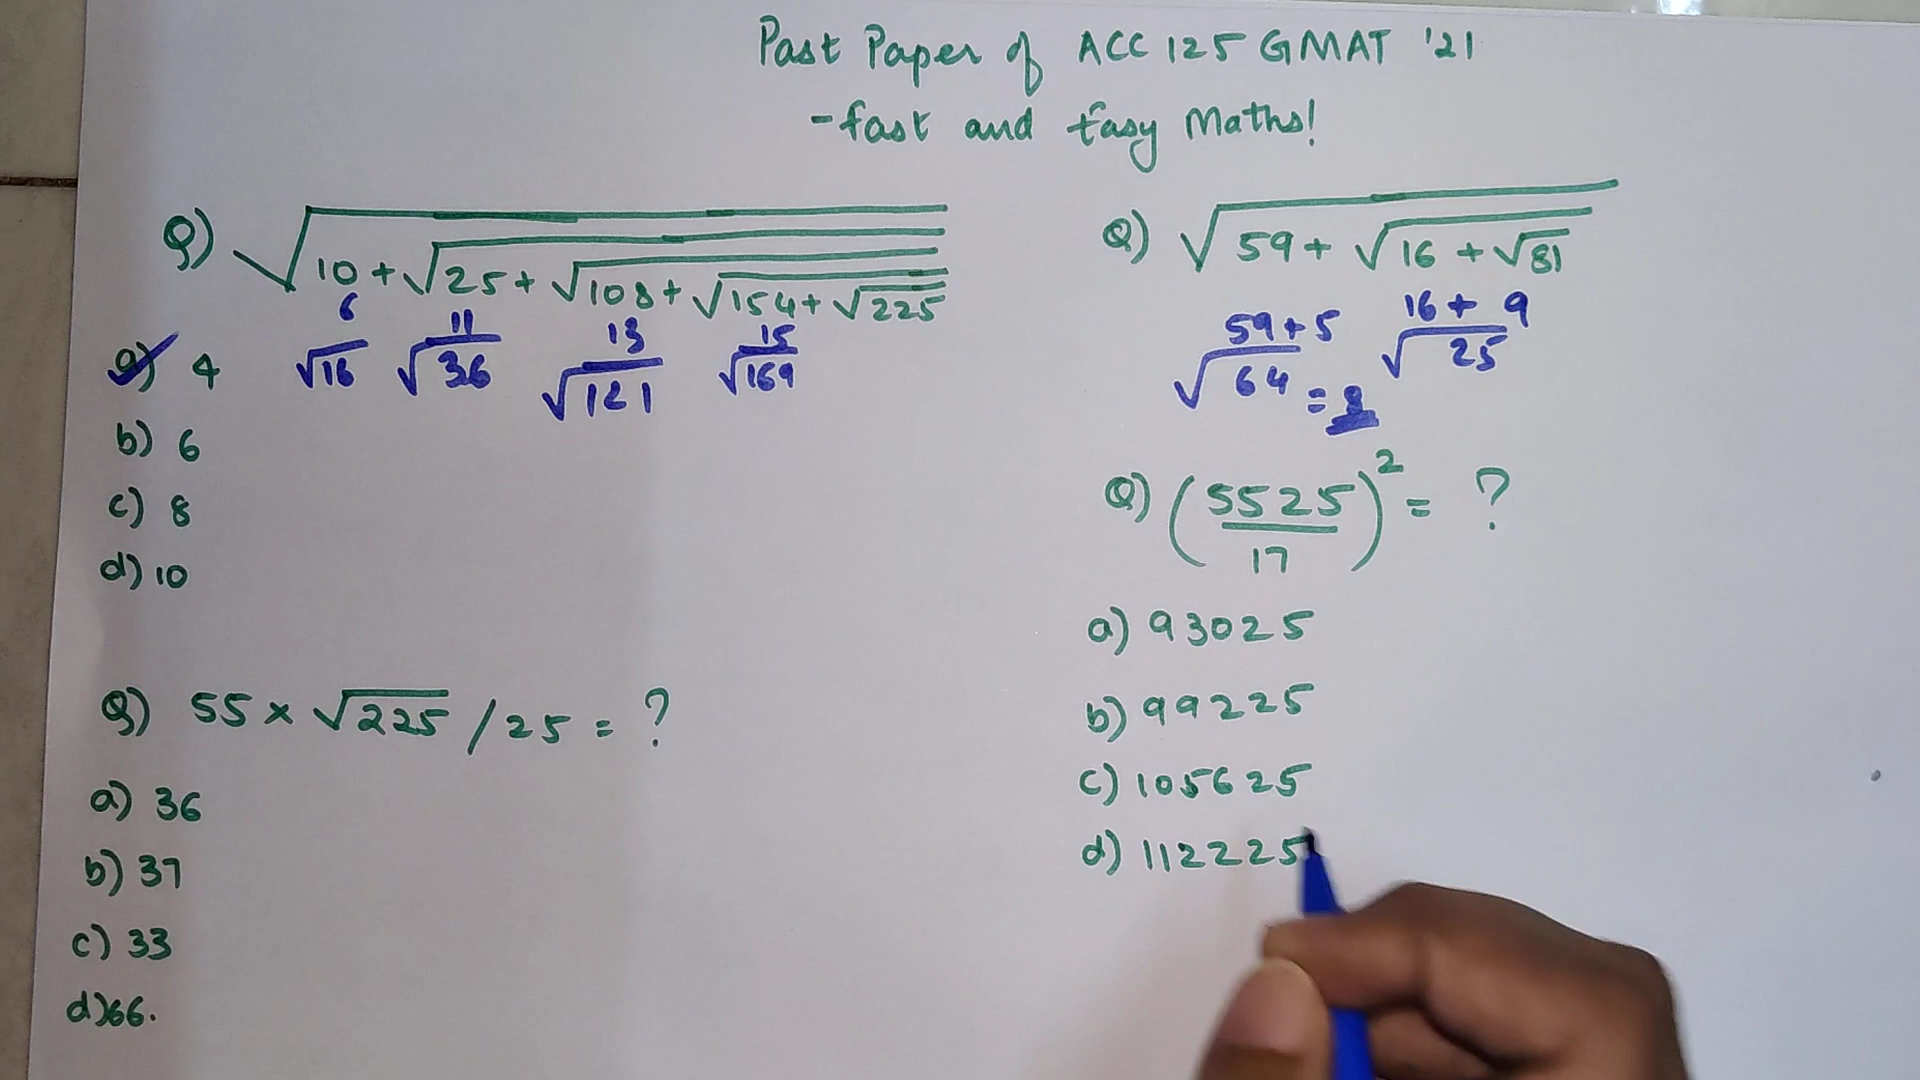 Past Paper of ACC 125 GMAT '21
- fast and Easy Maths!
Q) √10 + √25 + √108 + √154 + √225
6 11 13 15
√16 √36 √121 √169
a) 4
b) 6
c) 8
d) 10
Q) 55 × √225 / 25 = ?
a) 36
b) 37
c) 33
d) 66.
Q) √59 + √16 + √81
59 + 5 16 + 9
√64 = 8 √25
Q) (5525/17)² = ?
a) 93025
b) 99225
c) 105625
d) 112225